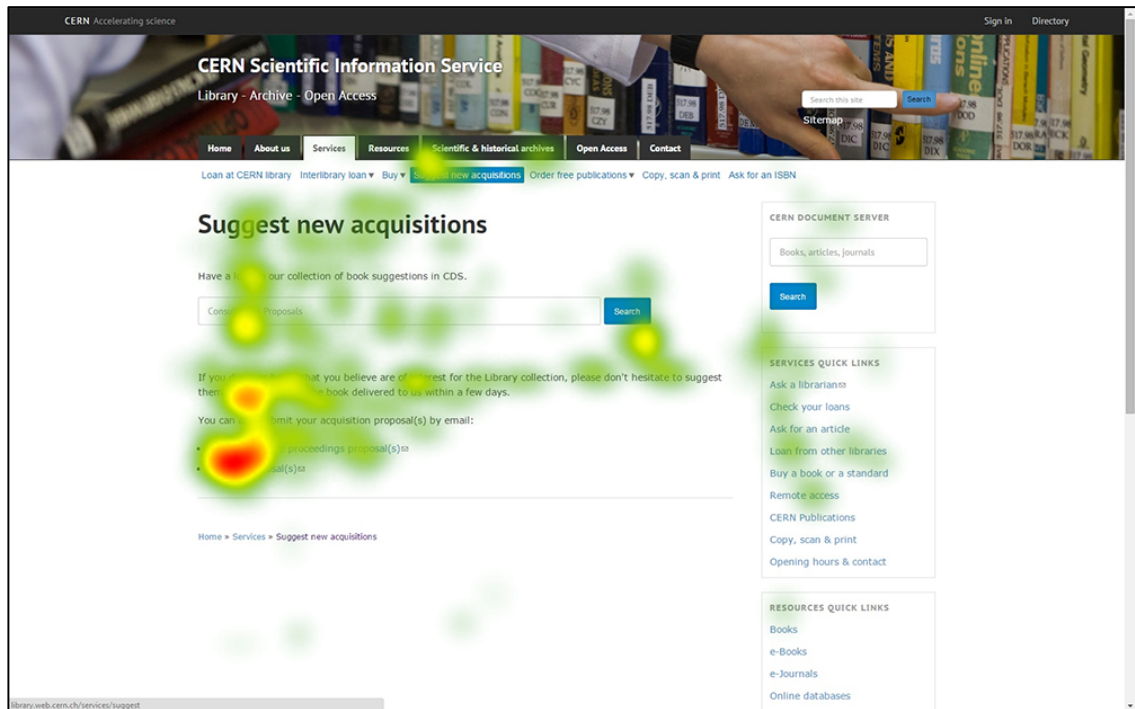 CERN Accelerating science
Sign in Directory
CERN Scientific Information Service
Library - Archive - Open Access
Search this site Search
Sitemap
Home About us Services Resources Scientific & historical archives Open Access Contact
Loan at CERN library Interlibrary loan ▾ Buy ▾ Suggest new acquisitions Order free publications ▾ Copy, scan & print Ask for an ISBN
Suggest new acquisitions
Have a our collection of book suggestions in CDS.
Proposals Search
If you that you believe are of interest for the Library collection, please don't hesitate to suggest
book delivered to us within a few days.
You can submit your acquisition proposal(s) by email:
proceedings proposal(s)
Home » Services » Suggest new acquisitions
CERN DOCUMENT SERVER
Books, articles, journals
Search
SERVICES QUICK LINKS
Ask a librarian
Check your loans
Ask for an article
Loan from other libraries
Buy a book or a standard
Remote access
CERN Publications
Copy, scan & print
Opening hours & contact
RESOURCES QUICK LINKS
Books
e-Books
e-Journals
Online databases
library.web.cern.ch/services/suggest